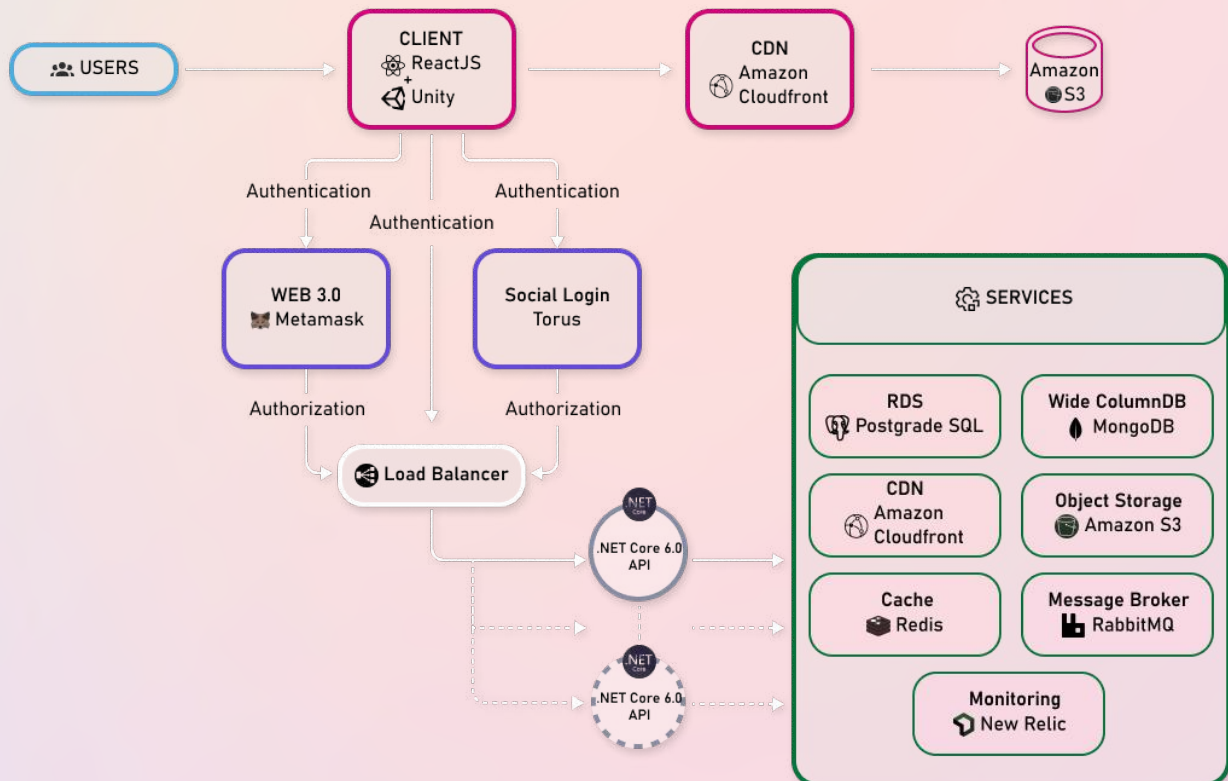 USERS
CLIENT
ReactJS
+
Unity
CDN
Amazon
Cloudfront
Amazon
S3
Authentication
Authentication
Authentication
WEB 3.0
Metamask
Social Login
Torus
Authorization
Authorization
Load Balancer
.NET
Core
.NET Core 6.0
API
.NET
Core
.NET Core 6.0
API
SERVICES
RDS
Postgrade SQL
Wide ColumnDB
MongoDB
CDN
Amazon
Cloudfront
Object Storage
Amazon S3
Cache
Redis
Message Broker
RabbitMQ
Monitoring
New Relic